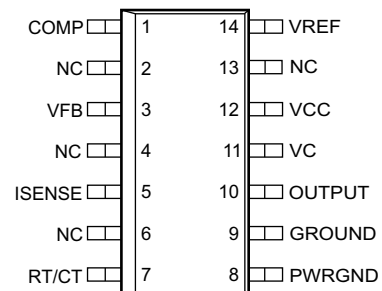 COMP 1 14 VREF
NC 2 13 NC
VFB 3 12 VCC
NC 4 11 VC
ISENSE 5 10 OUTPUT
NC 6 9 GROUND
RT/CT 7 8 PWRGND